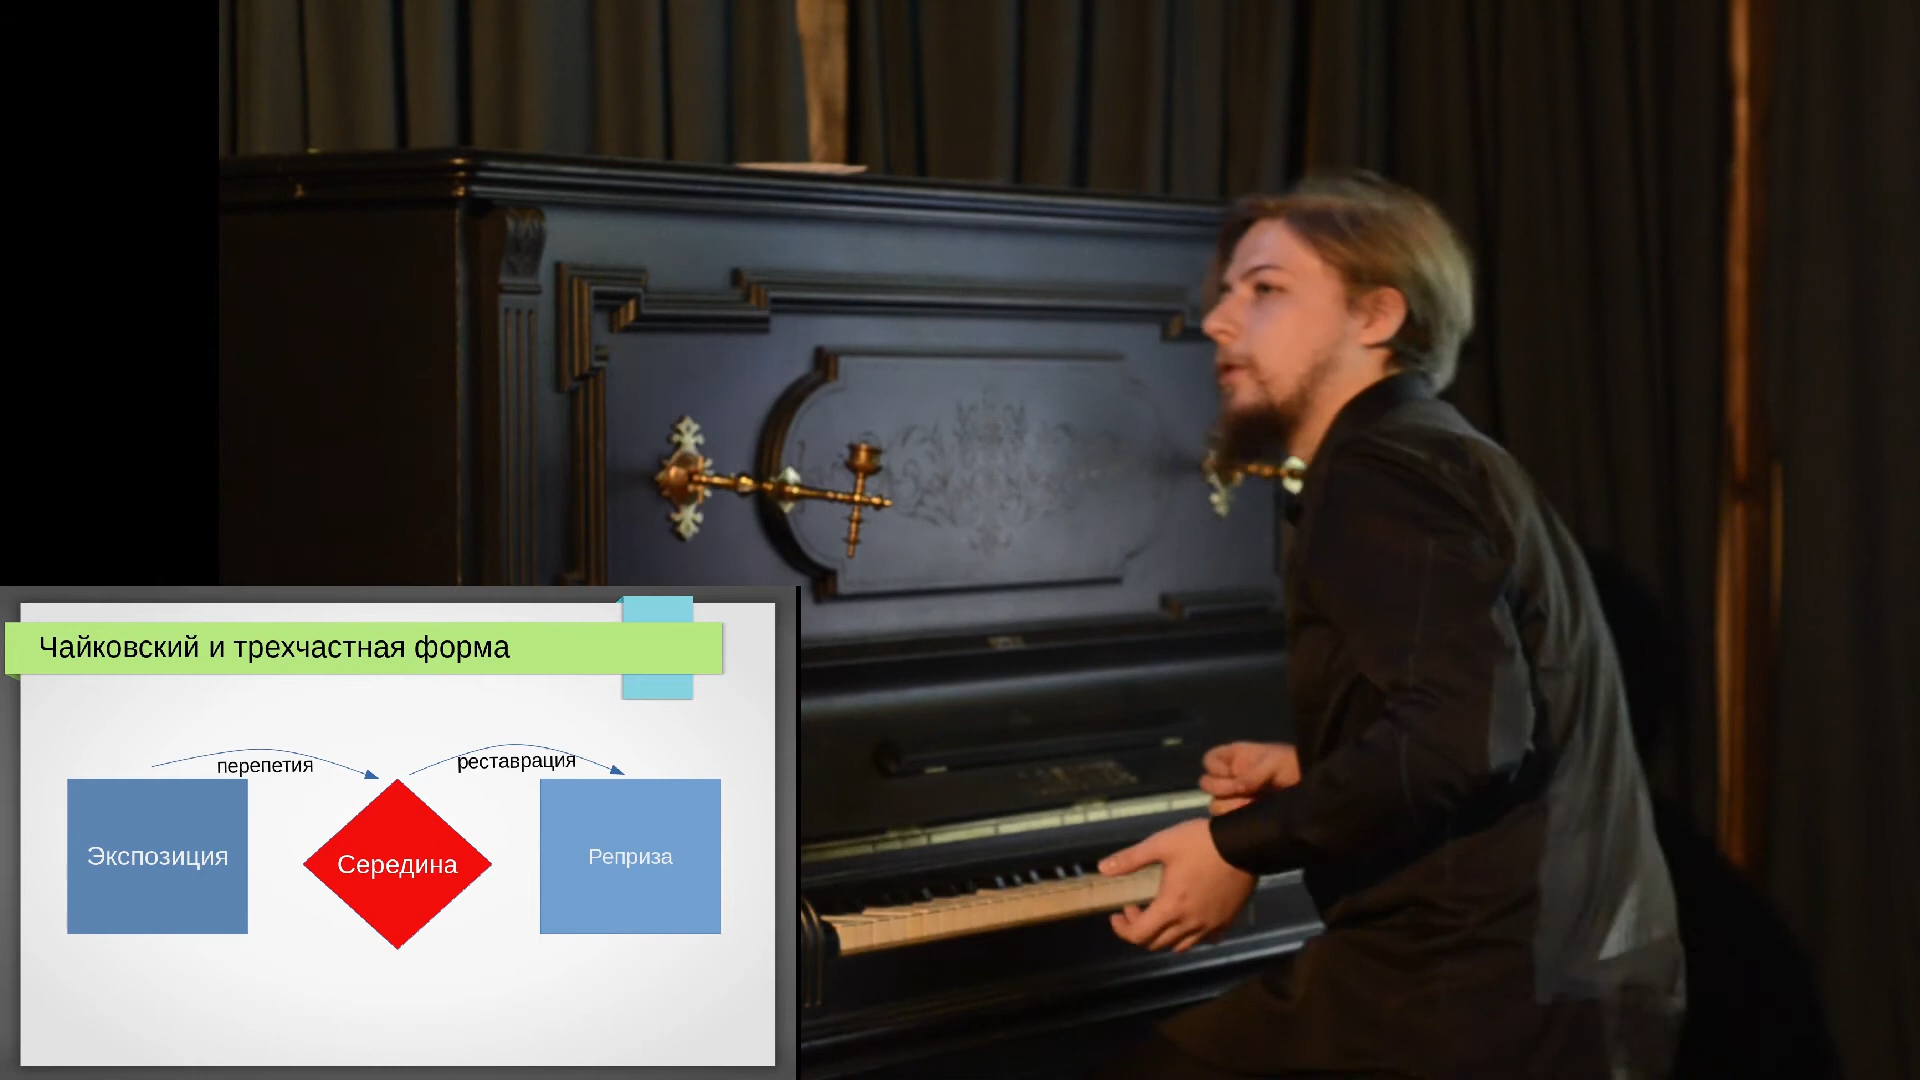 Чайковский и трехчастная форма
перепетия
реставрация
Экспозиция
Середина
Реприза